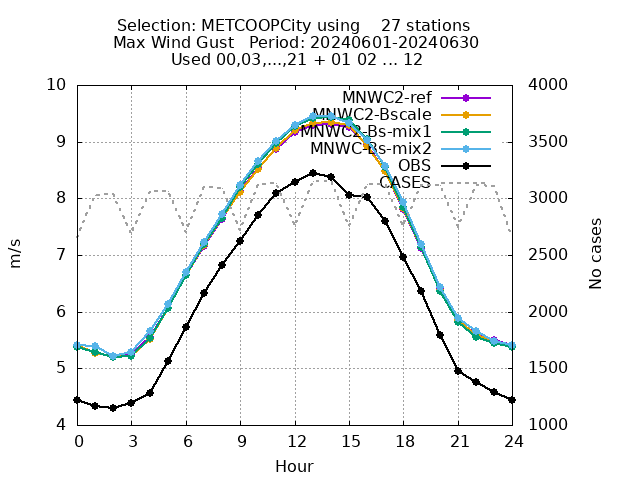 Selection: METCOOPCity using    27 stations
Max Wind Gust   Period: 20240601-20240630
Used 00,03,...,21 + 01 02 ... 12
MNWC2-ref
MNWC2-Bscale
MNWC2-Bs-mix1
MNWC-Bs-mix2
OBS
CASES
10
9
8
7
6
5
4
m/s
4000
3500
3000
2500
2000
1500
1000
No cases
0 3 6 9 12 15 18 21 24
Hour